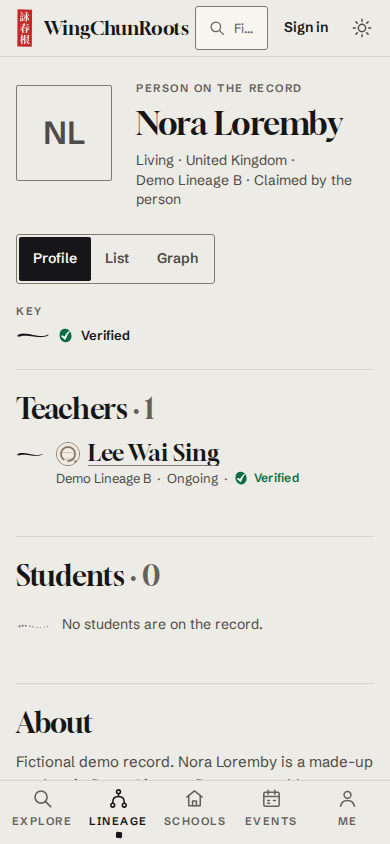 詠春根
WingChunRoots
Fi...
Sign in
PERSON ON THE RECORD
NL
Nora Loremby
Living · United Kingdom ·
Demo Lineage B · Claimed by the
person
Profile
List
Graph
KEY
Verified
Teachers · 1
Lee Wai Sing
Demo Lineage B · Ongoing · Verified
Students · 0
No students are on the record.
About
Fictional demo record. Nora Loremby is a made-up
EXPLORE
LINEAGE
SCHOOLS
EVENTS
ME